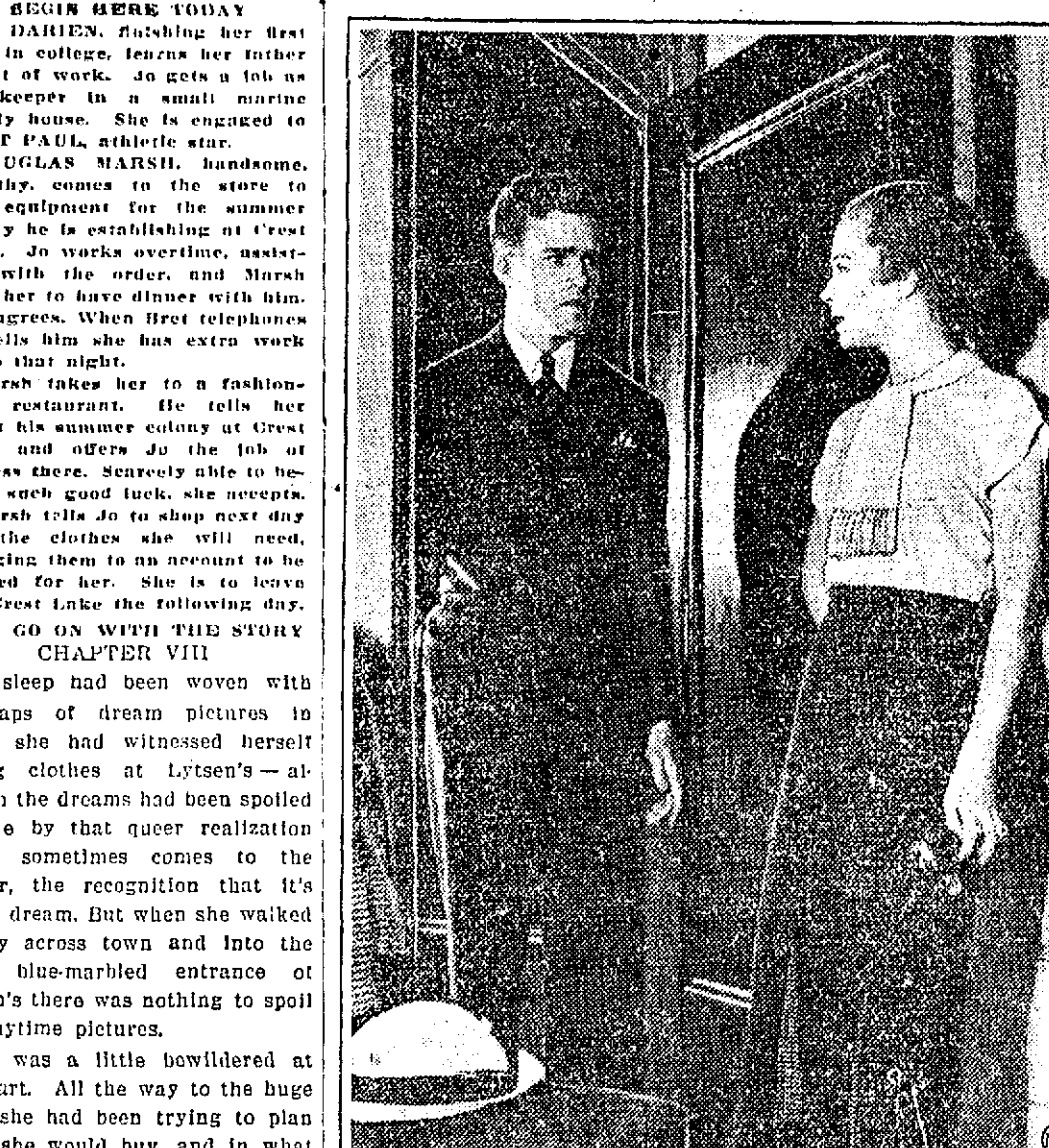 BEGIN HERE TODAY
DARIEN, finishing her first
in college, learns her father
t of work. Jo gets a job as
keeper in a small marine
ly house. She is engaged to
T PAUL, athletic star.
UGLAS MARSH, handsome,
thy, comes to the store to
equipment for the summer
y he is establishing at Crest
. Jo works overtime, assist-
with the order, and Marsh
her to have dinner with him.
agrees. When Bret telephones
ells him she has extra work
o that night.
rsh takes her to a fashion-
restaurant. He tells her
t his summer colony at Crest
and offers Jo the job of
ss there. Scarcely able to be-
such good luck, she accepts.
rsh tells Jo to shop next day
the clothes she will need,
ging them to an account to be
ed for her. She is to leave
Crest Lake the following day.
GO ON WITH THE STORY
CHAPTER VIII
sleep had been woven with
aps of dream pictures in
she had witnessed herself
g clothes at Lytsen's — al-
h the dreams had been spoiled
e by that queer realization
sometimes comes to the
r, the recognition that it's
dream. But when she walked
y across town and into the
blue-marbled entrance of
n's there was nothing to spoil
aytime pictures.
was a little bewildered at
art. All the way to the huge
she had been trying to plan
she would buy, and in what